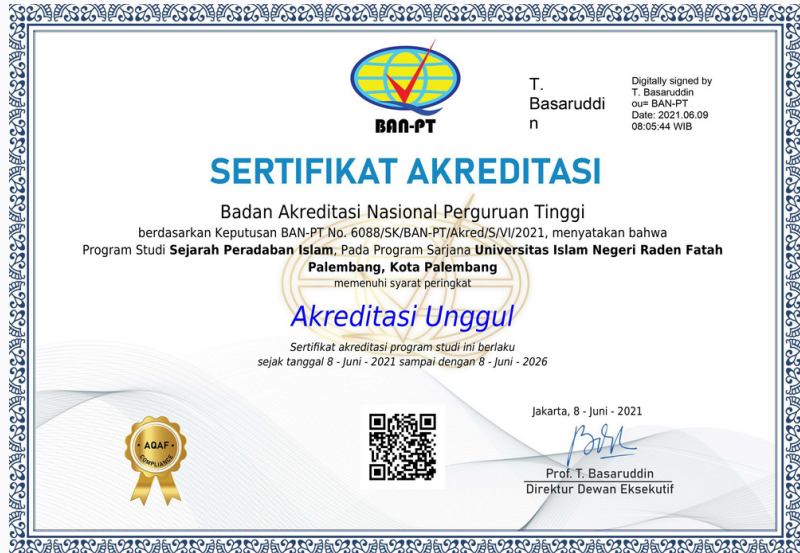 BAN-PT
T.
Basaruddi
n
Digitally signed by
T. Basaruddin
ou= BAN-PT
Date: 2021.06.09
08:05:44 WIB
SERTIFIKAT AKREDITASI
Badan Akreditasi Nasional Perguruan Tinggi
berdasarkan Keputusan BAN-PT No. 6088/SK/BAN-PT/Akred/S/VI/2021, menyatakan bahwa
Program Studi Sejarah Peradaban Islam, Pada Program Sarjana Universitas Islam Negeri Raden Fatah
Palembang, Kota Palembang
memenuhi syarat peringkat
Akreditasi Unggul
Sertifikat akreditasi program studi ini berlaku
sejak tanggal 8 - Juni - 2021 sampai dengan 8 - Juni - 2026
AQAF
COMPLIANCE
Jakarta, 8 - Juni - 2021
Prof. T. Basaruddin
Direktur Dewan Eksekutif